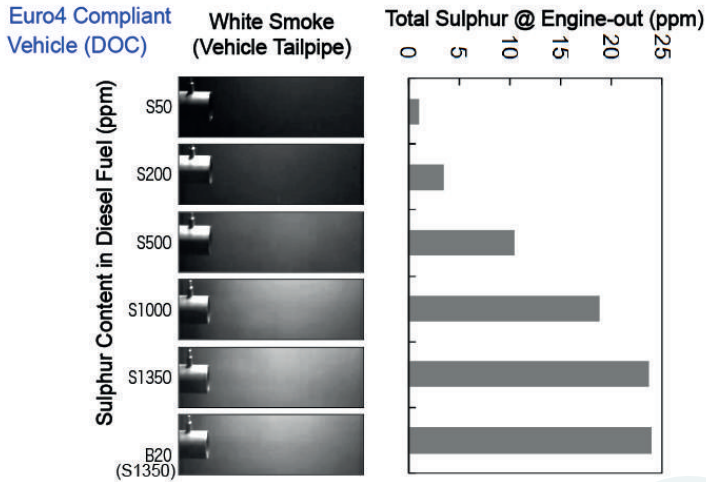 Euro4 Compliant
Vehicle (DOC)
White Smoke
(Vehicle Tailpipe)
Total Sulphur @ Engine-out (ppm)
0 5 10 15 20 25
Sulphur Content in Diesel Fuel (ppm)
S50
S200
S500
S1000
S1350
B20
(S1350)